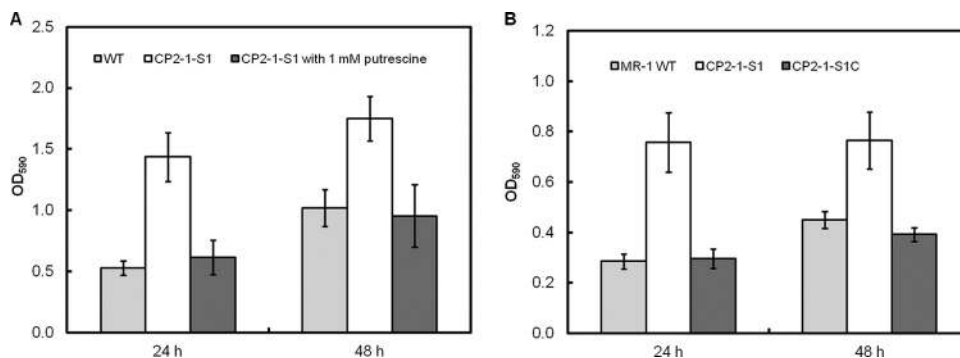 A
2.5
2.0
1.5
1.0
0.5
0.0
OD590
WT CP2-1-S1 CP2-1-S1 with 1 mM putrescine
24 h 48 h
B
1.2
1.0
0.8
0.6
0.4
0.2
0.0
OD590
MR-1 WT CP2-1-S1 CP2-1-S1C
24 h 48 h